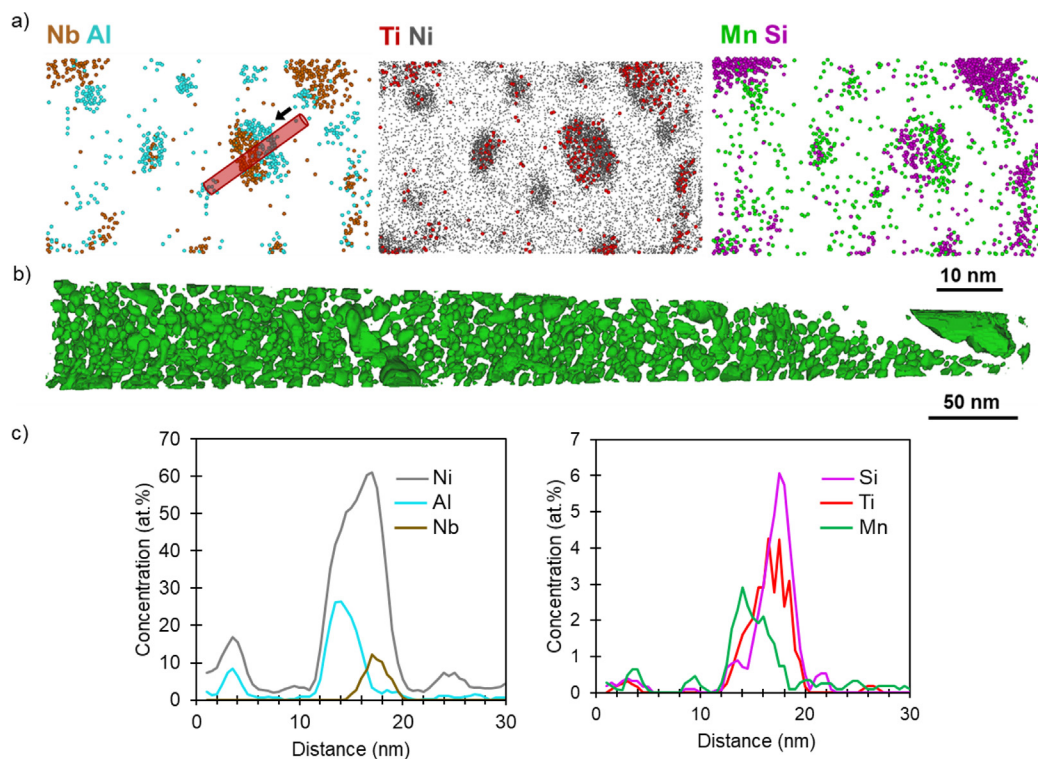 a)
Nb Al
Ti Ni
Mn Si
10 nm
b)
50 nm
c)
70
60
50
40
30
20
10
0
Concentration (at.%)
Ni
Al
Nb
0 10 20 30
Distance (nm)
7
6
5
4
3
2
1
0
Concentration (at.%)
Si
Ti
Mn
0 10 20 30
Distance (nm)